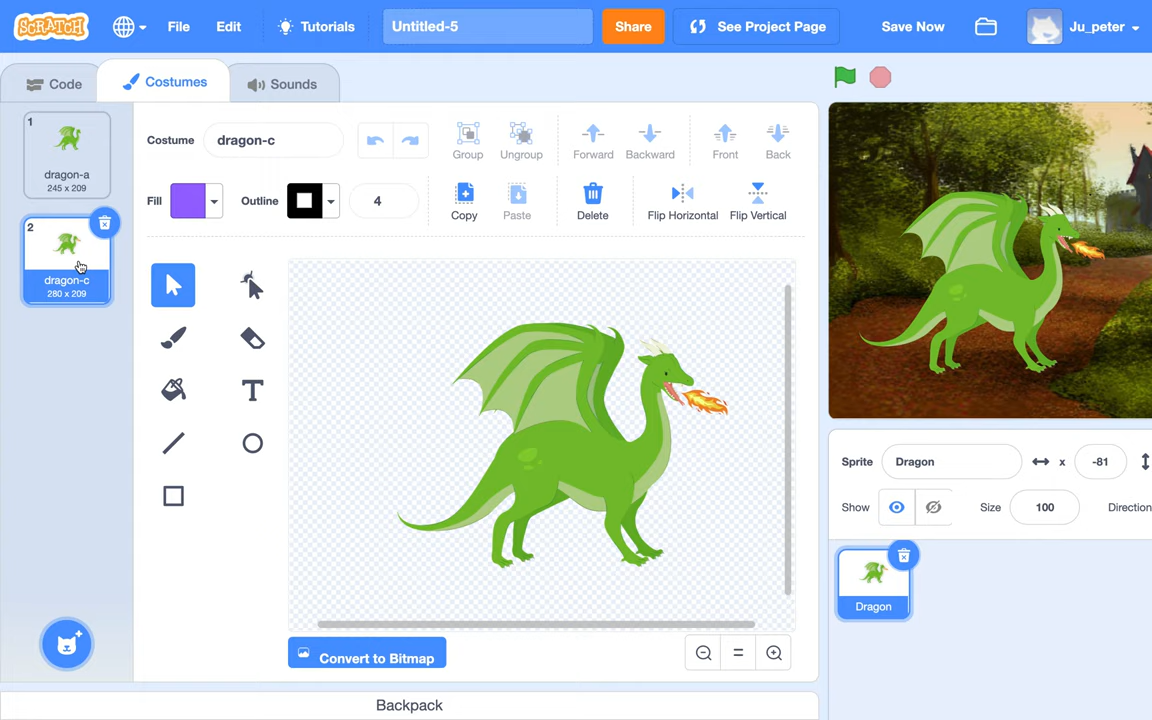 SCRATCH File Edit Tutorials Untitled-5 Share See Project Page Save Now Ju_peter
Code Costumes Sounds
1
dragon-a
245 x 209
2
dragon-c
280 x 209
Costume dragon-c Group Ungroup Forward Backward Front Back
Fill Outline 4 Copy Paste Delete Flip Horizontal Flip Vertical
T
Convert to Bitmap
Backpack
Sprite Dragon x -81
Show Size 100 Direction
Dragon